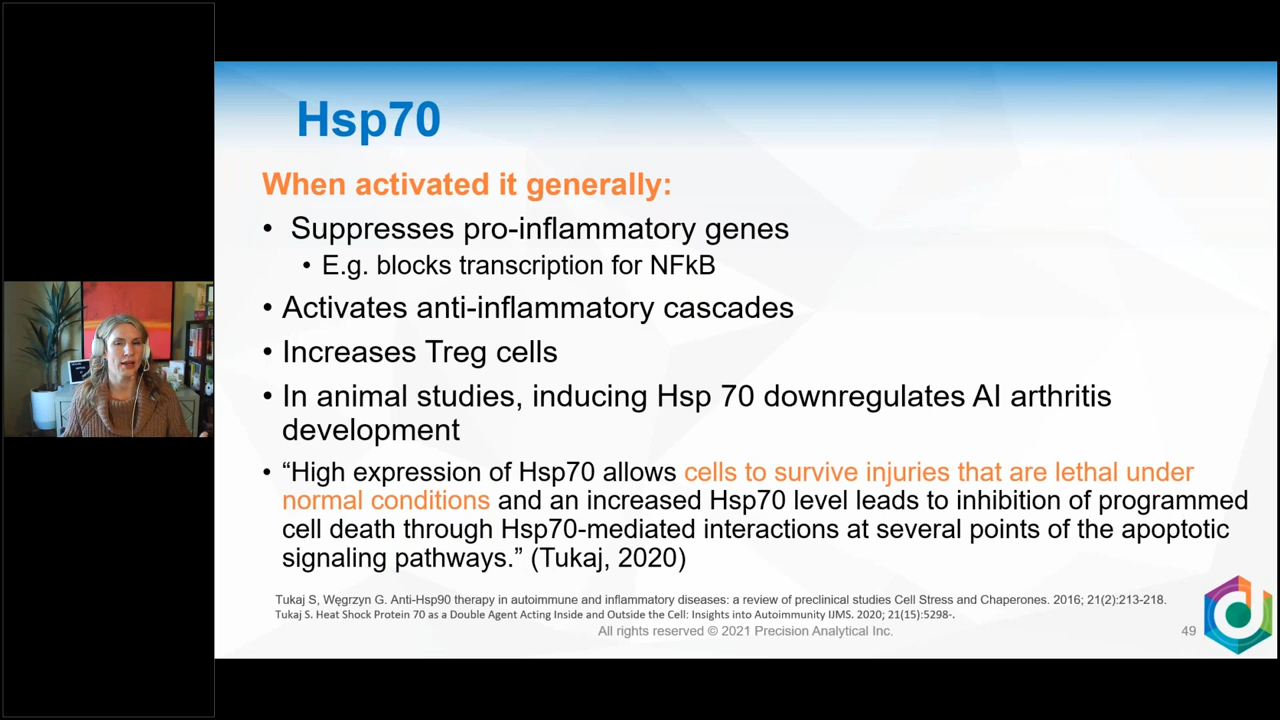 Hsp70
When activated it generally:
• Suppresses pro-inflammatory genes
• E.g. blocks transcription for NFkB
• Activates anti-inflammatory cascades
• Increases Treg cells
• In animal studies, inducing Hsp 70 downregulates AI arthritis
development
• “High expression of Hsp70 allows cells to survive injuries that are lethal under
normal conditions and an increased Hsp70 level leads to inhibition of programmed
cell death through Hsp70-mediated interactions at several points of the apoptotic
signaling pathways.” (Tukaj, 2020)
Tukaj S, Węgrzyn G. Anti-Hsp90 therapy in autoimmune and inflammatory diseases: a review of preclinical studies Cell Stress and Chaperones. 2016; 21(2):213-218.
Tukaj S. Heat Shock Protein 70 as a Double Agent Acting Inside and Outside the Cell: Insights into Autoimmunity IJMS. 2020; 21(15):5298-.
All rights reserved © 2021 Precision Analytical Inc.
49